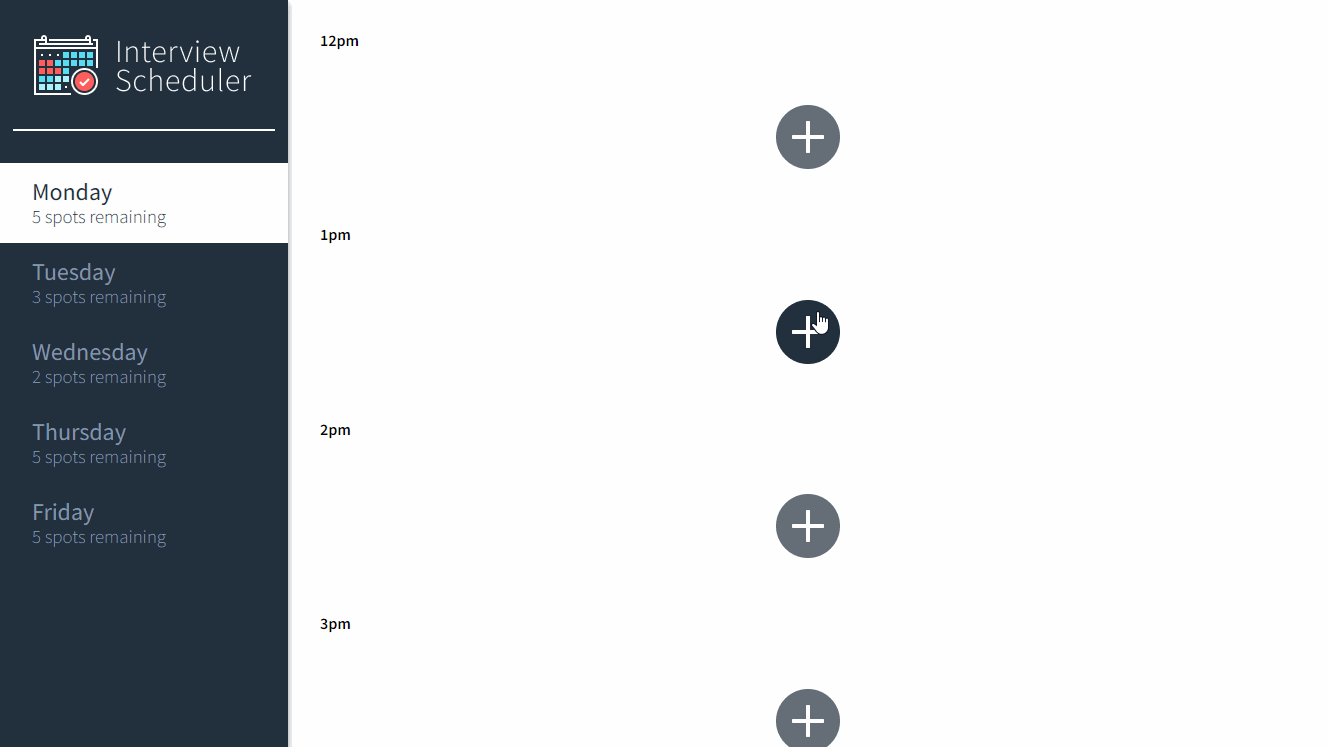 Interview
Scheduler
Monday
5 spots remaining
Tuesday
3 spots remaining
Wednesday
2 spots remaining
Thursday
5 spots remaining
Friday
5 spots remaining
12pm
1pm
2pm
3pm